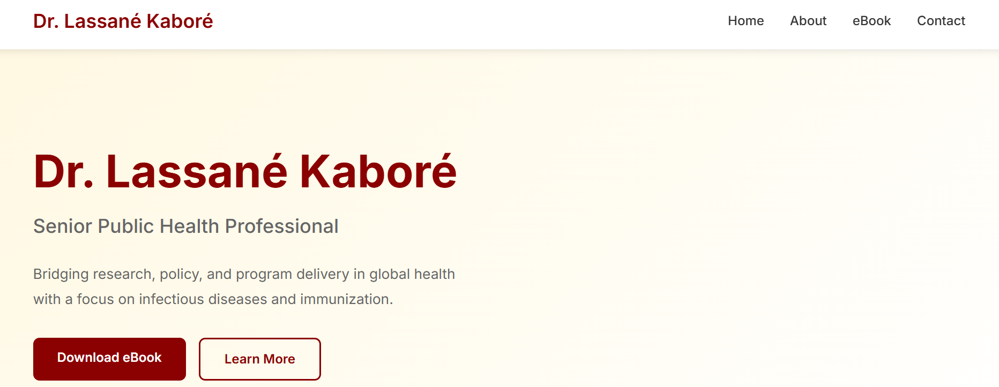 Dr. Lassané Kaboré
Home
About
eBook
Contact
Dr. Lassané Kaboré
Senior Public Health Professional
Bridging research, policy, and program delivery in global health
with a focus on infectious diseases and immunization.
Download eBook
Learn More